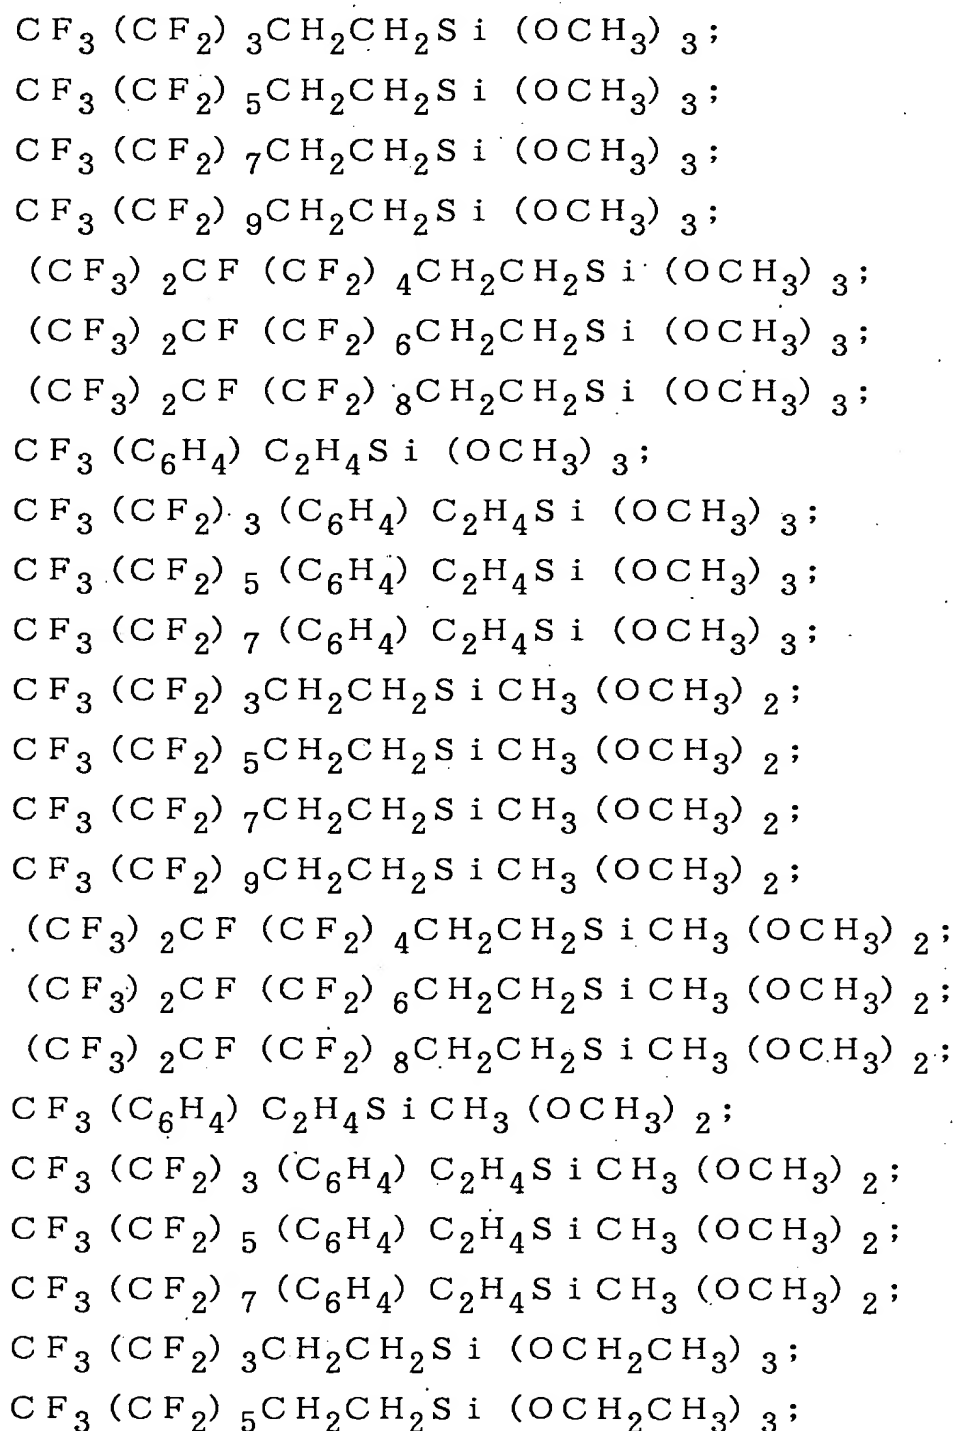 CF₃(CF₂)₃CH₂CH₂Si(OCH₃)₃;
CF₃(CF₂)₅CH₂CH₂Si(OCH₃)₃;
CF₃(CF₂)₇CH₂CH₂Si(OCH₃)₃;
CF₃(CF₂)₉CH₂CH₂Si(OCH₃)₃;
(CF₃)₂CF(CF₂)₄CH₂CH₂Si(OCH₃)₃;
(CF₃)₂CF(CF₂)₆CH₂CH₂Si(OCH₃)₃;
(CF₃)₂CF(CF₂)₈CH₂CH₂Si(OCH₃)₃;
CF₃(C₆H₄)C₂H₄Si(OCH₃)₃;
CF₃(CF₂)₃(C₆H₄)C₂H₄Si(OCH₃)₃;
CF₃(CF₂)₅(C₆H₄)C₂H₄Si(OCH₃)₃;
CF₃(CF₂)₇(C₆H₄)C₂H₄Si(OCH₃)₃;
CF₃(CF₂)₃CH₂CH₂SiCH₃(OCH₃)₂;
CF₃(CF₂)₅CH₂CH₂SiCH₃(OCH₃)₂;
CF₃(CF₂)₇CH₂CH₂SiCH₃(OCH₃)₂;
CF₃(CF₂)₉CH₂CH₂SiCH₃(OCH₃)₂;
(CF₃)₂CF(CF₂)₄CH₂CH₂SiCH₃(OCH₃)₂;
(CF₃)₂CF(CF₂)₆CH₂CH₂SiCH₃(OCH₃)₂;
(CF₃)₂CF(CF₂)₈CH₂CH₂SiCH₃(OCH₃)₂;
CF₃(C₆H₄)C₂H₄SiCH₃(OCH₃)₂;
CF₃(CF₂)₃(C₆H₄)C₂H₄SiCH₃(OCH₃)₂;
CF₃(CF₂)₅(C₆H₄)C₂H₄SiCH₃(OCH₃)₂;
CF₃(CF₂)₇(C₆H₄)C₂H₄SiCH₃(OCH₃)₂;
CF₃(CF₂)₃CH₂CH₂Si(OCH₂CH₃)₃;
CF₃(CF₂)₅CH₂CH₂Si(OCH₂CH₃)₃;